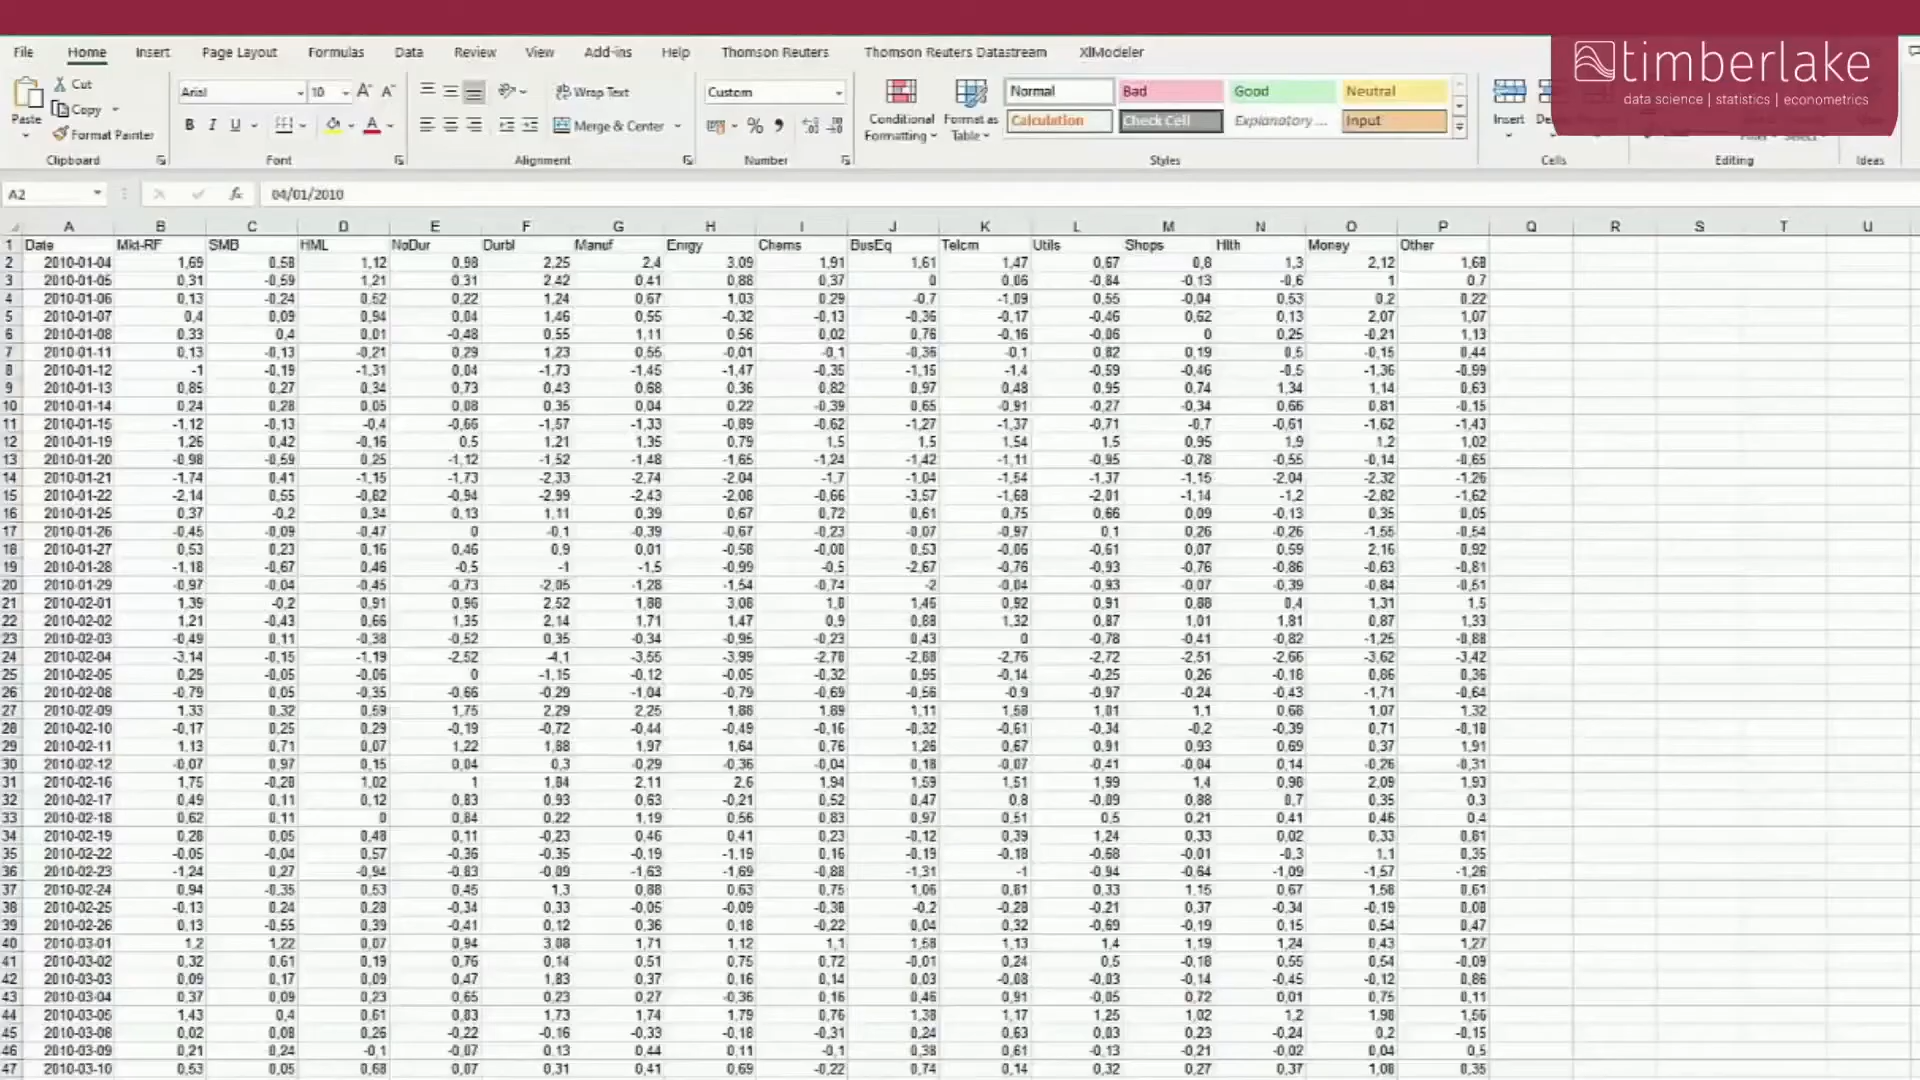 File Home Insert Page Layout Formulas Data Review View Add-ins Help Thomson Reuters Thomson Reuters Datastream XlModeler
timberlake
data science | statistics | econometrics
Cut
Copy
Format Painter
Paste
Clipboard
Arial 10
B I U
Font
Wrap Text
Merge & Center
Alignment
Custom
Number
Conditional Formatting
Format as Table
Normal Bad Good Neutral
Calculation Check Cell Explanatory ... Input
Styles
Insert
Cells
Editing
Ideas
A2 fx 04/01/2010
A B C D E F G H I J K L M N O P Q R S T U
1 Date Mkt-RF SMB HML NoDur Durbl Manuf Enrgy Chems BusEq Telcm Utils Shops Hlth Money Other
2 2010-01-04 1,69 0,58 1,12 0,98 2,25 2,4 3,09 1,91 1,61 1,47 0,67 0,8 1,3 2,12 1,68
3 2010-01-05 0,31 -0,59 1,21 0,31 2,42 0,41 0,88 0,37 0 0,06 -0,84 -0,13 -0,6 1 0,7
4 2010-01-06 0,13 -0,24 0,52 0,22 1,24 0,67 1,03 0,29 -0,7 -1,09 0,55 -0,04 0,53 0,2 0,22
5 2010-01-07 0,4 0,09 0,94 0,04 1,46 0,55 -0,32 -0,13 -0,36 -0,17 -0,46 0,62 0,13 2,07 1,07
6 2010-01-08 0,33 0,4 0,01 -0,48 0,55 1,11 0,56 0,02 0,76 -0,16 -0,06 0 0,25 -0,21 1,13
7 2010-01-11 0,13 -0,13 -0,21 0,29 1,23 0,55 -0,01 -0,1 -0,36 -0,1 0,82 0,19 0,5 -0,15 0,44
8 2010-01-12 -1 -0,19 -1,31 0,04 -1,73 -1,45 -1,47 -0,35 -1,15 -1,4 -0,59 -0,46 -0,5 -1,36 -0,99
9 2010-01-13 0,85 0,27 0,34 0,73 0,43 0,68 0,36 0,82 0,97 0,48 0,95 0,74 1,34 1,14 0,63
10 2010-01-14 0,24 0,28 0,05 0,08 0,35 0,04 0,22 -0,39 0,65 -0,91 -0,27 -0,34 0,66 0,81 -0,15
11 2010-01-15 -1,12 -0,13 -0,4 -0,66 -1,57 -1,33 -0,89 -0,62 -1,27 -1,37 -0,71 -0,7 -0,61 -1,62 -1,43
12 2010-01-19 1,26 0,42 -0,16 0,5 1,21 1,35 0,79 1,5 1,5 1,54 1,5 0,95 1,9 1,2 1,02
13 2010-01-20 -0,98 -0,59 0,25 -1,12 -1,52 -1,48 -1,65 -1,24 -1,42 -1,11 -0,95 -0,78 -0,55 -0,14 -0,65
14 2010-01-21 -1,74 0,41 -1,15 -1,73 -2,33 -2,74 -2,04 -1,7 -1,04 -1,54 -1,37 -1,15 -2,04 -2,32 -1,26
15 2010-01-22 -2,14 0,55 -0,82 -0,94 -2,99 -2,43 -2,08 -0,66 -3,57 -1,68 -2,01 -1,14 -1,2 -2,82 -1,62
16 2010-01-25 0,37 -0,2 0,34 0,13 1,11 0,39 0,67 0,72 0,61 0,75 0,66 0,09 -0,13 0,35 0,05
17 2010-01-26 -0,45 -0,09 -0,47 0 -0,1 -0,39 -0,67 -0,23 -0,07 -0,97 0,1 0,26 -0,26 -1,55 -0,54
18 2010-01-27 0,53 0,23 0,16 0,46 0,9 0,01 -0,58 -0,08 0,53 -0,06 -0,61 0,07 0,59 2,16 0,92
19 2010-01-28 -1,18 -0,67 0,46 -0,5 -1 -1,5 -0,99 -0,5 -2,67 -0,76 -0,93 -0,76 -0,86 -0,63 -0,81
20 2010-01-29 -0,97 -0,04 -0,45 -0,73 -2,05 -1,28 -1,54 -0,74 -2 -0,04 -0,93 -0,07 -0,39 -0,84 -0,51
21 2010-02-01 1,39 -0,2 0,91 0,96 2,52 1,88 3,08 1,8 1,45 0,92 0,91 0,88 0,4 1,31 1,5
22 2010-02-02 1,21 -0,43 0,66 1,35 2,14 1,71 1,47 0,9 0,88 1,32 0,87 1,01 1,81 0,87 1,33
23 2010-02-03 -0,49 0,11 -0,38 -0,52 0,35 -0,34 -0,95 -0,23 0,43 0 -0,78 -0,41 -0,82 -1,25 -0,88
24 2010-02-04 -3,14 -0,15 -1,19 -2,52 -4,1 -3,55 -3,99 -2,78 -2,88 -2,76 -2,72 -2,51 -2,66 -3,62 -3,42
25 2010-02-05 0,29 -0,05 -0,06 0 -1,15 -0,12 -0,05 -0,32 0,95 -0,14 -0,25 0,26 -0,18 0,86 0,36
26 2010-02-08 -0,79 0,05 -0,35 -0,66 -0,29 -1,04 -0,79 -0,69 -0,56 -0,9 -0,97 -0,24 -0,43 -1,71 -0,64
27 2010-02-09 1,33 0,32 0,59 1,75 2,29 2,25 1,88 1,89 1,11 1,58 1,01 1,1 0,68 1,07 1,32
28 2010-02-10 -0,17 0,25 0,29 -0,19 -0,72 -0,44 -0,49 -0,16 -0,32 -0,61 -0,34 -0,2 -0,39 0,71 -0,18
29 2010-02-11 1,13 0,71 0,07 1,22 1,88 1,97 1,64 0,76 1,26 0,67 0,91 0,93 0,69 0,37 1,91
30 2010-02-12 -0,07 0,97 0,15 0,04 0,3 -0,29 -0,36 -0,04 0,18 -0,07 -0,41 -0,04 0,14 -0,26 -0,31
31 2010-02-16 1,75 -0,28 1,02 1 1,84 2,11 2,6 1,94 1,59 1,51 1,99 1,4 0,98 2,09 1,93
32 2010-02-17 0,49 0,11 0,12 0,83 0,93 0,63 -0,21 0,52 0,47 0,8 -0,09 0,88 0,7 0,35 0,3
33 2010-02-18 0,62 0,11 0 0,84 0,22 1,19 0,56 0,83 0,97 0,51 0,5 0,21 0,41 0,46 0,4
34 2010-02-19 0,28 0,05 0,48 0,11 -0,23 0,46 0,41 0,23 -0,12 0,39 1,24 0,33 0,02 0,33 0,81
35 2010-02-22 -0,05 -0,04 0,57 -0,36 -0,35 -0,19 -1,19 0,16 -0,19 -0,18 -0,68 -0,01 -0,3 1,1 0,35
36 2010-02-23 -1,24 0,27 -0,94 -0,83 -0,89 -1,63 -1,69 -0,88 -1,31 -1 -0,94 -0,64 -1,09 -1,57 -1,26
37 2010-02-24 0,94 -0,35 0,53 0,45 1,3 0,88 0,63 0,75 1,06 0,81 0,33 1,15 0,67 1,58 0,61
38 2010-02-25 -0,13 0,24 0,28 -0,34 0,33 -0,05 -0,09 -0,38 -0,2 -0,28 -0,21 0,37 -0,34 -0,19 0,08
39 2010-02-26 0,13 -0,55 0,39 -0,41 0,12 0,36 0,18 -0,22 0,04 0,32 -0,69 -0,19 0,15 0,54 0,47
40 2010-03-01 1,2 1,22 0,07 0,94 3,08 1,71 1,12 1,1 1,58 1,13 1,4 1,19 1,24 0,43 1,27
41 2010-03-02 0,32 0,61 0,19 0,76 0,14 0,51 0,75 0,72 -0,01 0,24 0,5 -0,18 0,55 0,54 -0,09
42 2010-03-03 0,09 0,17 0,09 0,47 1,83 0,37 0,16 0,14 0,03 -0,08 -0,03 -0,14 -0,45 -0,12 0,86
43 2010-03-04 0,37 0,09 0,23 0,65 0,23 0,27 -0,36 0,16 0,46 0,91 -0,05 0,72 0,01 0,75 0,11
44 2010-03-05 1,43 0,4 0,61 0,83 1,73 1,74 1,79 0,76 1,38 1,17 1,25 1,02 1,2 1,98 1,56
45 2010-03-08 0,02 0,08 0,26 -0,22 -0,16 -0,33 -0,18 -0,31 0,24 0,63 0,03 0,23 -0,24 0,2 -0,15
46 2010-03-09 0,21 0,24 -0,1 -0,07 0,13 0,44 0,11 -0,1 0,38 0,61 -0,13 -0,21 -0,02 0,04 0,5
47 2010-03-10 0,53 0,05 0,68 0,07 0,31 0,41 0,69 -0,22 0,74 0,14 0,32 0,27 0,37 1,08 0,35